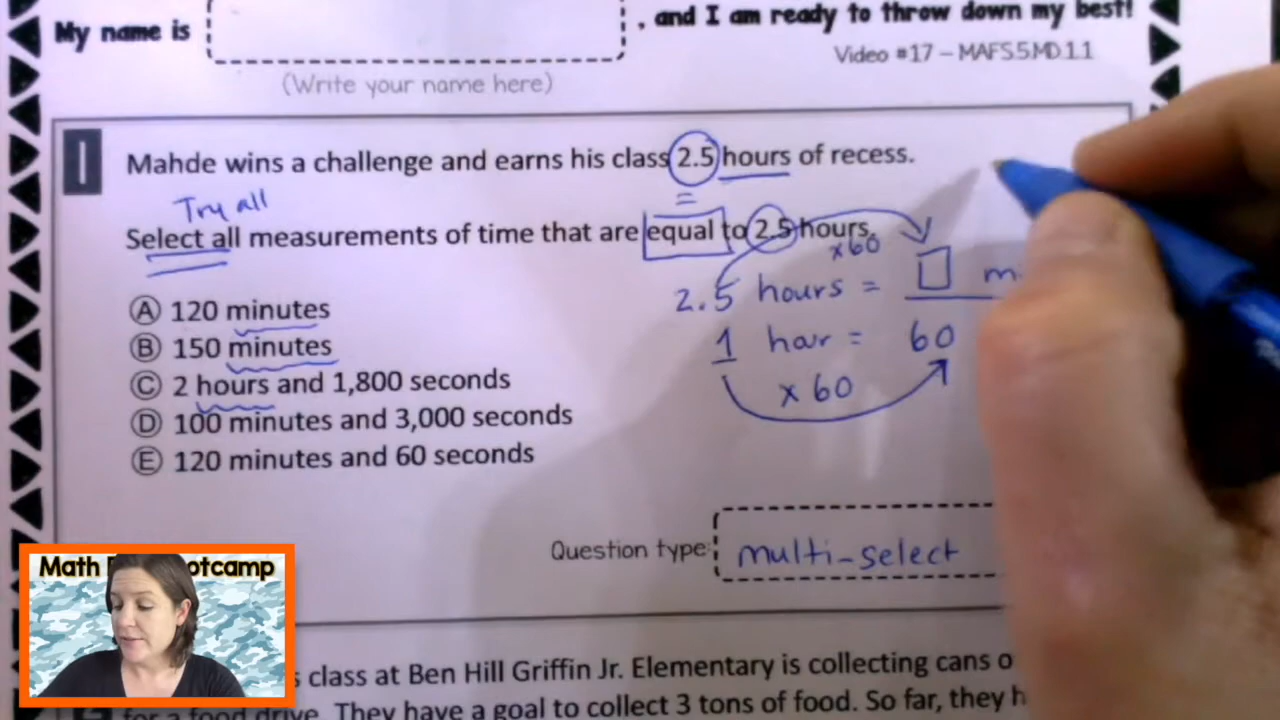 My name is , and I am ready to throw down my best!
(Write your name here)
Video #17 – MAFS.5.MD.1.1
1
Mahde wins a challenge and earns his class 2.5 hours of recess.
Try all
=
Select all measurements of time that are equal to 2.5 hours.
x60
2.5 hours = m
A 120 minutes
1 hour = 60
B 150 minutes
x 60
C 2 hours and 1,800 seconds
D 100 minutes and 3,000 seconds
E 120 minutes and 60 seconds
Question type: multi-select
Math otcamp
class at Ben Hill Griffin Jr. Elementary is collecting cans o
for a food drive. They have a goal to collect 3 tons of food. So far, they h